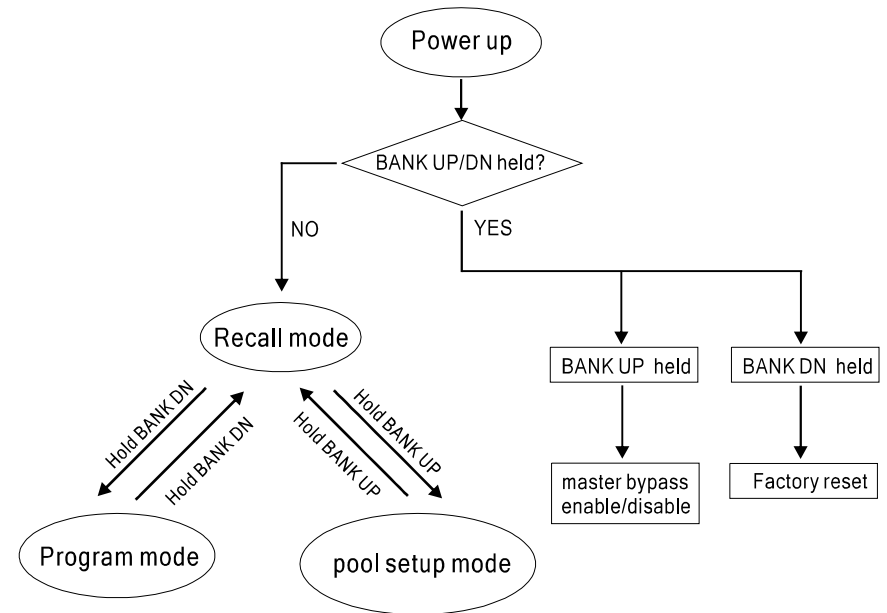 Power up
BANK UP/DN held?
NO
YES
Recall mode
BANK UP held
BANK DN held
Hold BANK DN
Hold BANK DN
Hold BANK UP
Hold BANK UP
master bypass
enable/disable
Factory reset
Program mode
pool setup mode